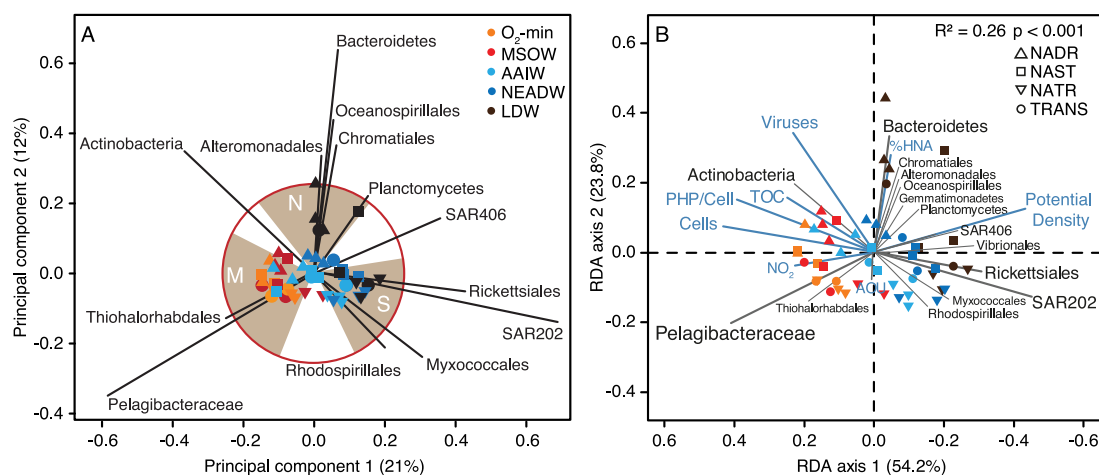 A
Bacteroidetes
O₂-min
MSOW
AAIW
NEADW
LDW
Oceanospirillales
Actinobacteria
Alteromonadales
Chromatiales
Planctomycetes
SAR406
N
M
S
Rickettsiales
Thiohalorhabdales
SAR202
Myxococcales
Rhodospirillales
Pelagibacteraceae
Principal component 2 (12%)
0.6
0.4
0.2
0.0
-0.2
-0.4
-0.6
-0.4
-0.2
0.0
0.2
0.4
0.6
Principal component 1 (21%)
B
R² = 0.26 p < 0.001
NADR
NAST
NATR
TRANS
Viruses
Bacteroidetes
%HNA
Chromatiales
Alteromonadales
Oceanospirillales
Gemmatimonadetes
Planctomycetes
Actinobacteria
PHP/Cell
TOC
Cells
Potential
Density
SAR406
Vibrionales
NO₂
Rickettsiales
AOU
SAR202
Thiohalorhabdales
Myxococcales
Rhodospirillales
Pelagibacteraceae
RDA axis 2 (23.8%)
0.6
0.4
0.2
0.0
-0.2
-0.4
0.6
0.4
0.2
0.0
-0.2
-0.4
-0.6
RDA axis 1 (54.2%)